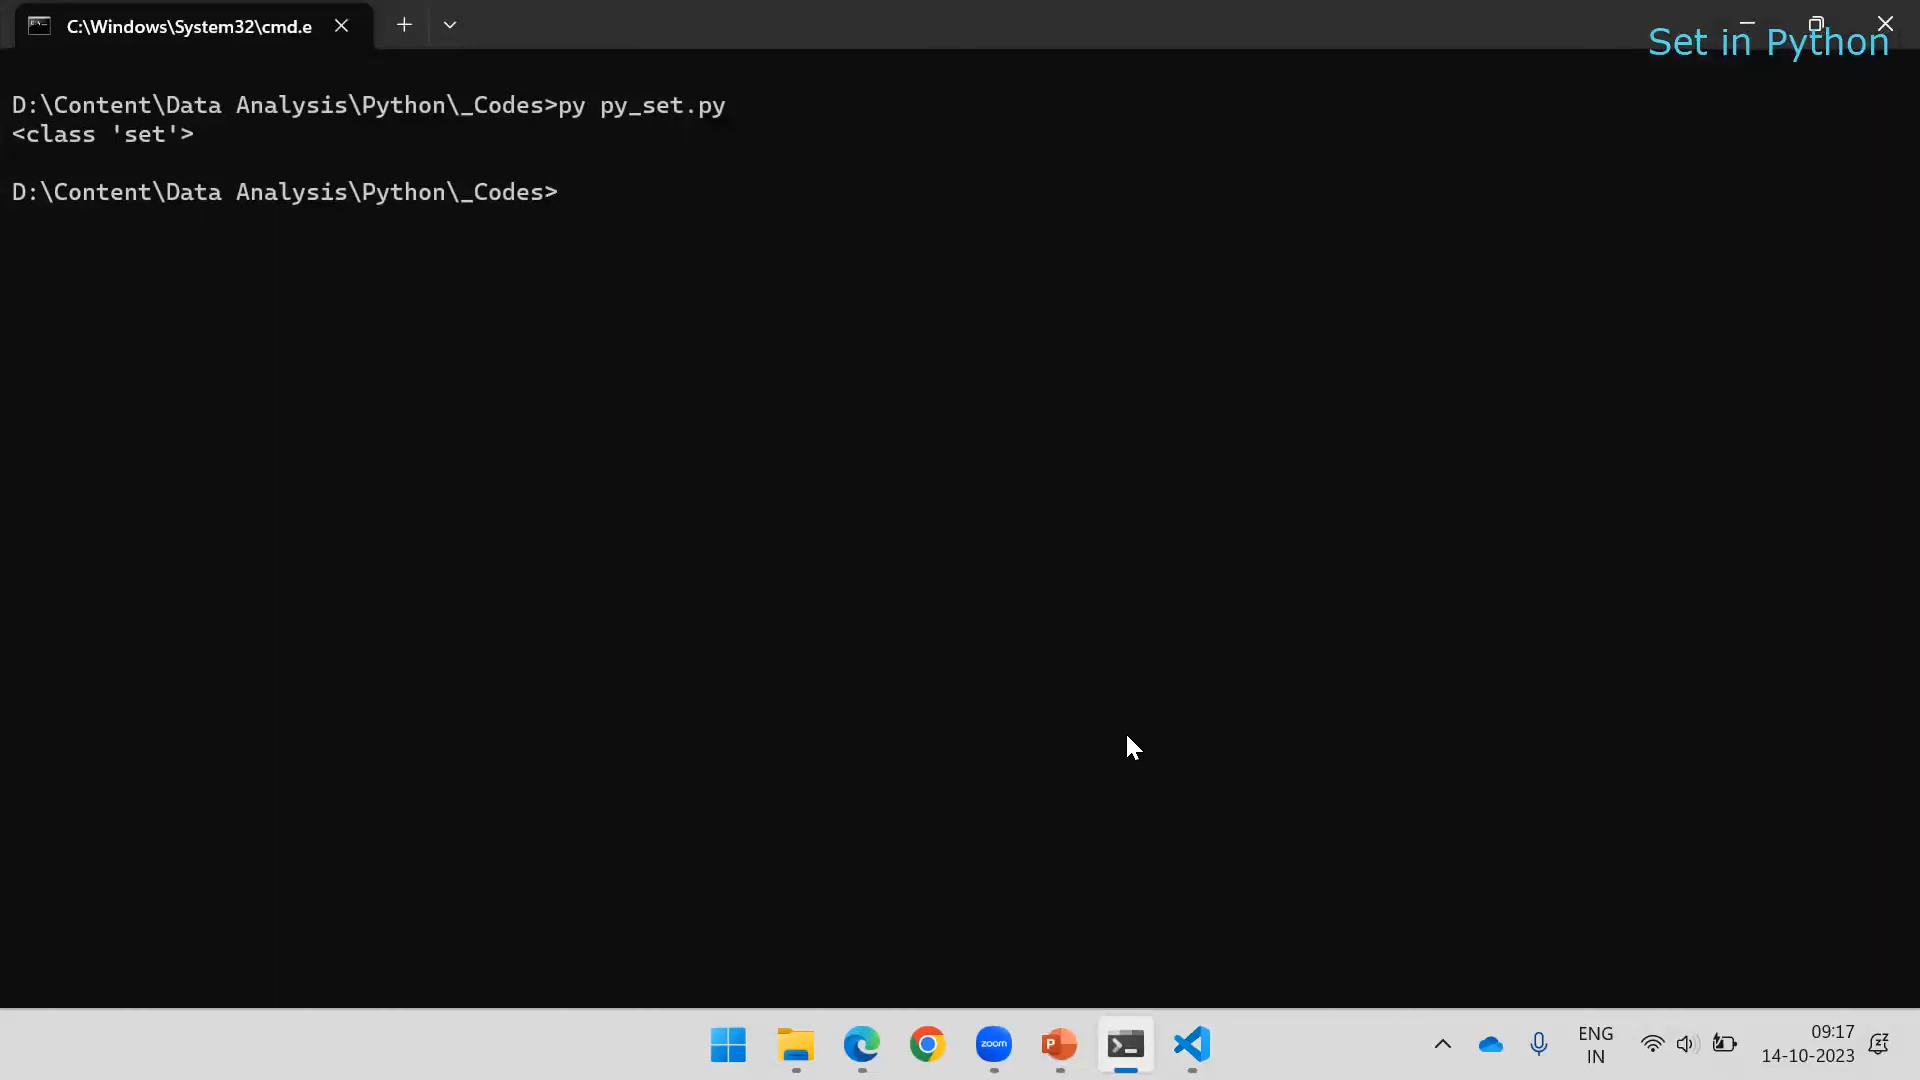 C:\Windows\System32\cmd.e
Set in Python
D:\Content\Data Analysis\Python\_Codes>py py_set.py
<class 'set'>
D:\Content\Data Analysis\Python\_Codes>
zoom
P
ENG
IN
09:17
14-10-2023